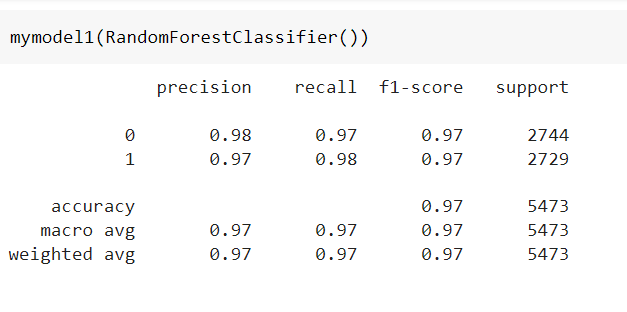 mymodel1(RandomForestClassifier())
precision recall f1-score support
0 0.98 0.97 0.97 2744
1 0.97 0.98 0.97 2729
accuracy 0.97 5473
macro avg 0.97 0.97 0.97 5473
weighted avg 0.97 0.97 0.97 5473